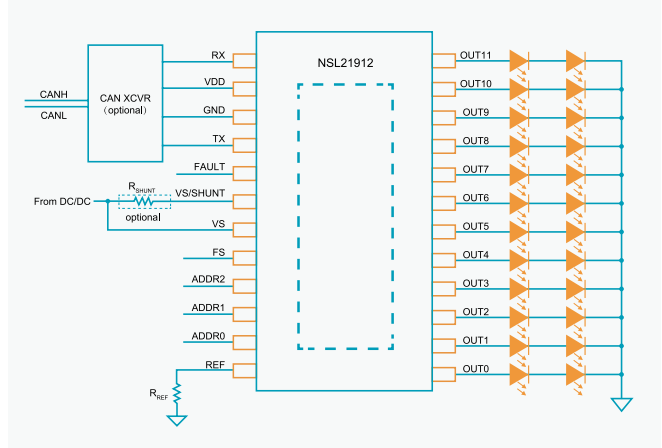 NSL21912
CANH
CANL
CAN XCVR
（optional）
RX
VDD
GND
TX
FAULT
From DC/DC
RSHUNT
optional
VS/SHUNT
VS
FS
ADDR2
ADDR1
ADDR0
REF
RREF
OUT11
OUT10
OUT9
OUT8
OUT7
OUT6
OUT5
OUT4
OUT3
OUT2
OUT1
OUT0